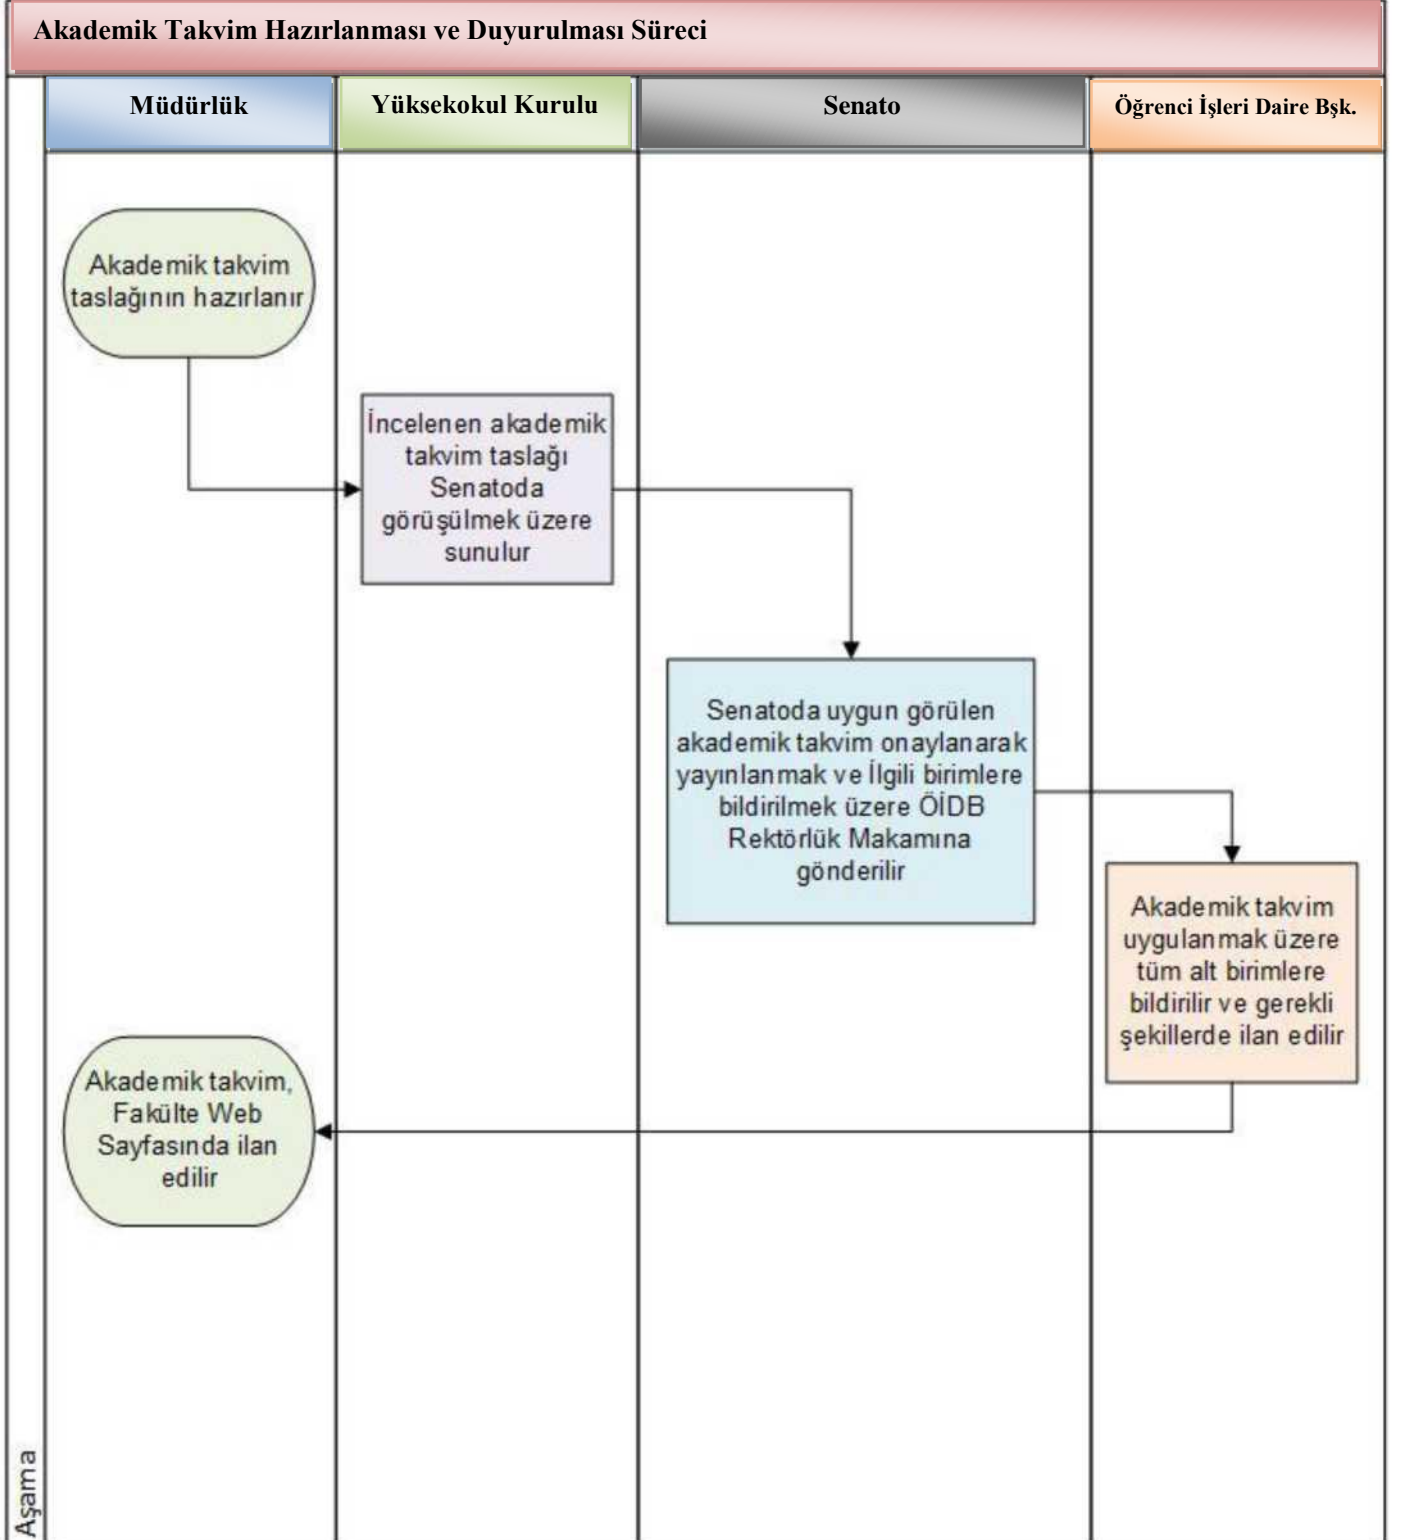 Akademik Takvim Hazırlanması ve Duyurulması Süreci
Müdürlük
Yüksekokul Kurulu
Senato
Öğrenci İşleri Daire Bşk.
Akademik takvim
taslağının hazırlanır
İncelenen akademik
takvim taslağı
Senatoda
görüşülmek üzere
sunulur
Senatoda uygun görülen
akademik takvim onaylanarak
yayınlanmak ve İlgili birimlere
bildirilmek üzere ÖİDB
Rektörlük Makamına
gönderilir
Akademik takvim
uygulanmak üzere
tüm alt birimlere
bildirilir ve gerekli
şekillerde ilan edilir
Akademik takvim,
Fakülte Web
Sayfasında ilan
edilir
Aşama